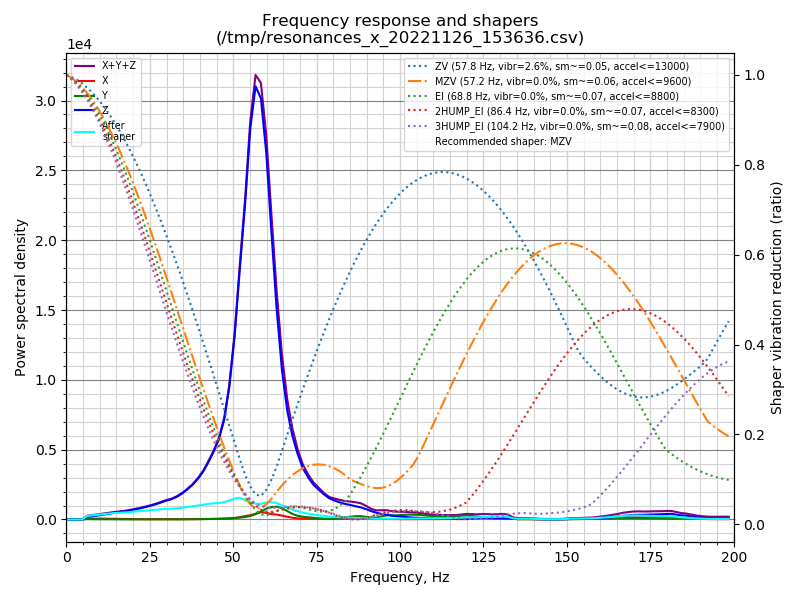 Frequency response and shapers
(/tmp/resonances_x_20221126_153636.csv)
1e4
X+Y+Z
X
Y
Z
After
shaper
ZV (57.8 Hz, vibr=2.6%, sm~=0.05, accel<=13000)
MZV (57.2 Hz, vibr=0.0%, sm~=0.06, accel<=9600)
EI (68.8 Hz, vibr=0.0%, sm~=0.07, accel<=8800)
2HUMP_EI (86.4 Hz, vibr=0.0%, sm~=0.07, accel<=8300)
3HUMP_EI (104.2 Hz, vibr=0.0%, sm~=0.08, accel<=7900)
Recommended shaper: MZV
Power spectral density
3.0
2.5
2.0
1.5
1.0
0.5
0.0
1.0
0.8
0.6
0.4
0.2
0.0
Shaper vibration reduction (ratio)
0 25 50 75 100 125 150 175 200
Frequency, Hz